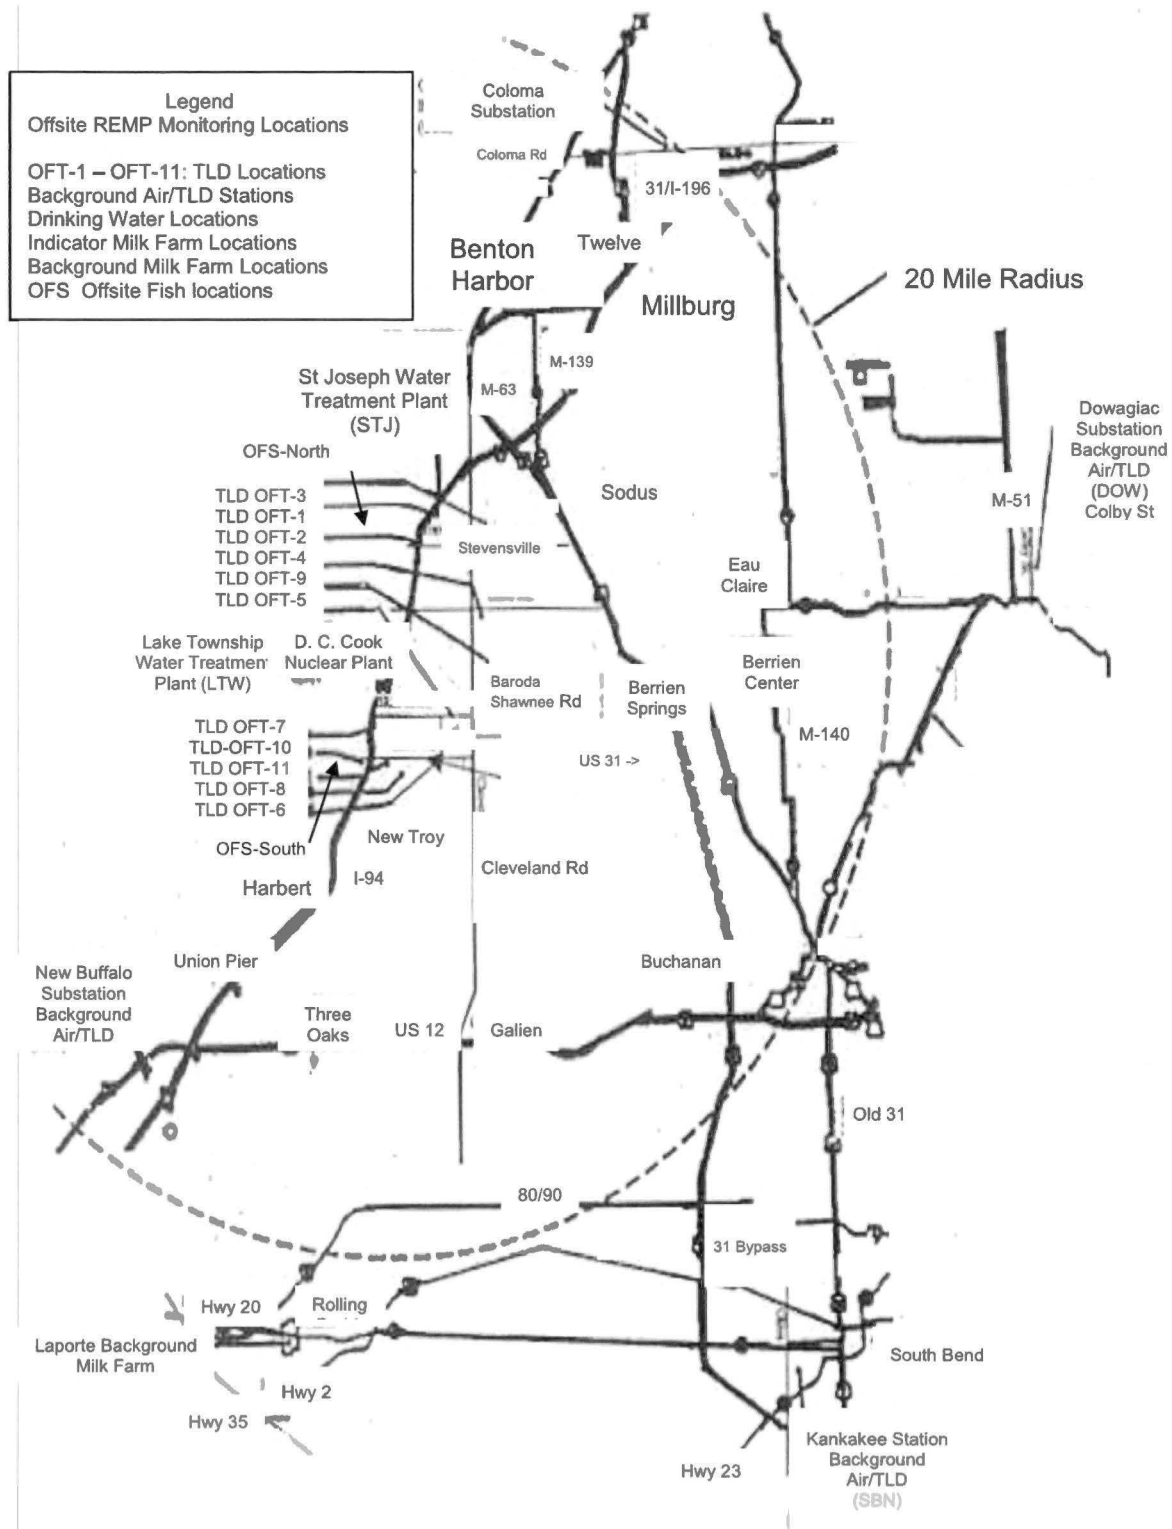 Legend
Offsite REMP Monitoring Locations
OFT-1 – OFT-11: TLD Locations
Background Air/TLD Stations
Drinking Water Locations
Indicator Milk Farm Locations
Background Milk Farm Locations
OFS Offsite Fish locations
Coloma
Substation
Coloma Rd
31/I-196
Twelve
Benton
Harbor
Millburg
20 Mile Radius
M-139
M-63
St Joseph Water
Treatment Plant
(STJ)
OFS-North
TLD OFT-3
TLD OFT-1
TLD OFT-2
TLD OFT-4
TLD OFT-9
TLD OFT-5
Stevensville
Sodus
Dowagiac
Substation
Background
Air/TLD
(DOW)
Colby St
M-51
Eau
Claire
Lake Township
Water Treatmen
Plant (LTW)
D. C. Cook
Nuclear Plant
Baroda
Shawnee Rd
Berrien
Springs
Berrien
Center
M-140
US 31 ->
TLD OFT-7
TLD-OFT-10
TLD OFT-11
TLD OFT-8
TLD OFT-6
OFS-South
New Troy
Harbert
I-94
Cleveland Rd
Union Pier
New Buffalo
Substation
Background
Air/TLD
Three
Oaks
US 12
Galien
Buchanan
Old 31
80/90
31 Bypass
Hwy 20
Rolling
Laporte Background
Milk Farm
Hwy 2
Hwy 35
South Bend
Hwy 23
Kankakee Station
Background
Air/TLD
(SBN)